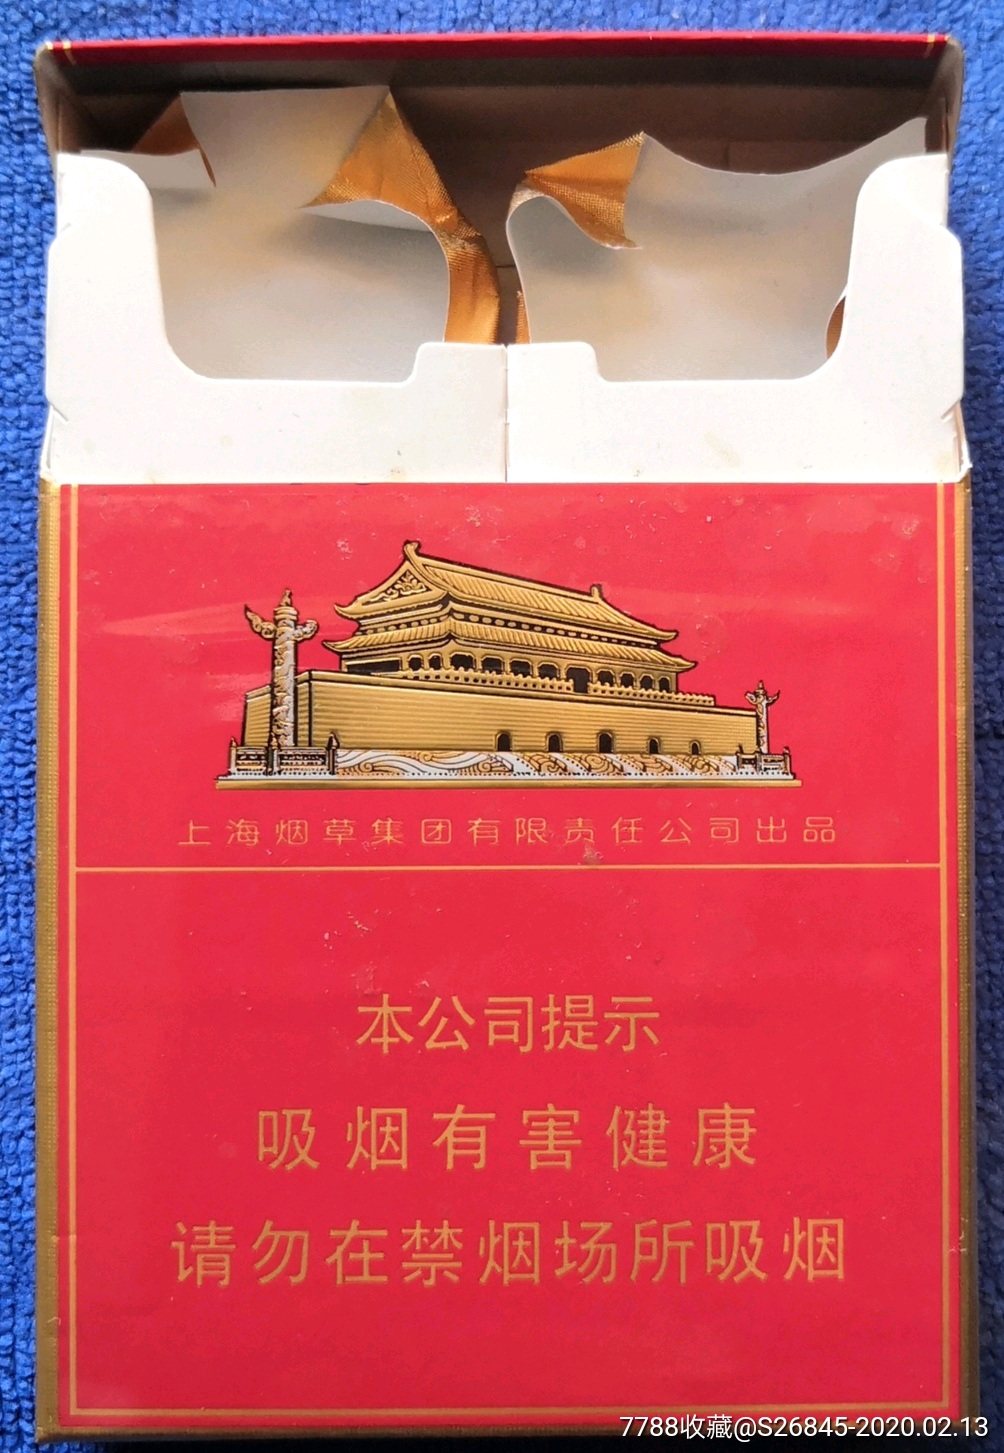 上海烟草集团有限责任公司出品
本公司提示
吸烟有害健康
请勿在禁烟场所吸烟
7788收藏@S26845-2020.02.13